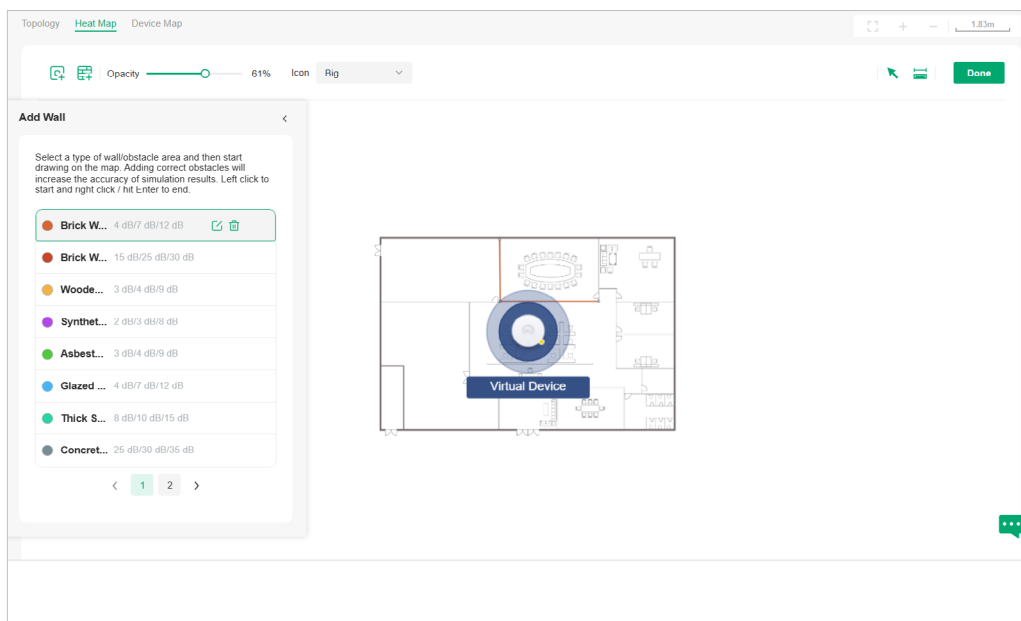 Topology Heat Map Device Map
1.83m
Opacity 61% Icon Big Done
Add Wall
Select a type of wall/obstacle area and then start
drawing on the map. Adding correct obstacles will
increase the accuracy of simulation results. Left click to
start and right click / hit Enter to end.
Brick W... 4 dB/7 dB/12 dB
Brick W... 15 dB/25 dB/30 dB
Woode... 3 dB/4 dB/9 dB
Synthet... 2 dB/3 dB/8 dB
Asbest... 3 dB/4 dB/9 dB
Glazed ... 4 dB/7 dB/12 dB
Thick S... 8 dB/10 dB/15 dB
Concret... 25 dB/30 dB/35 dB
1 2
Virtual Device